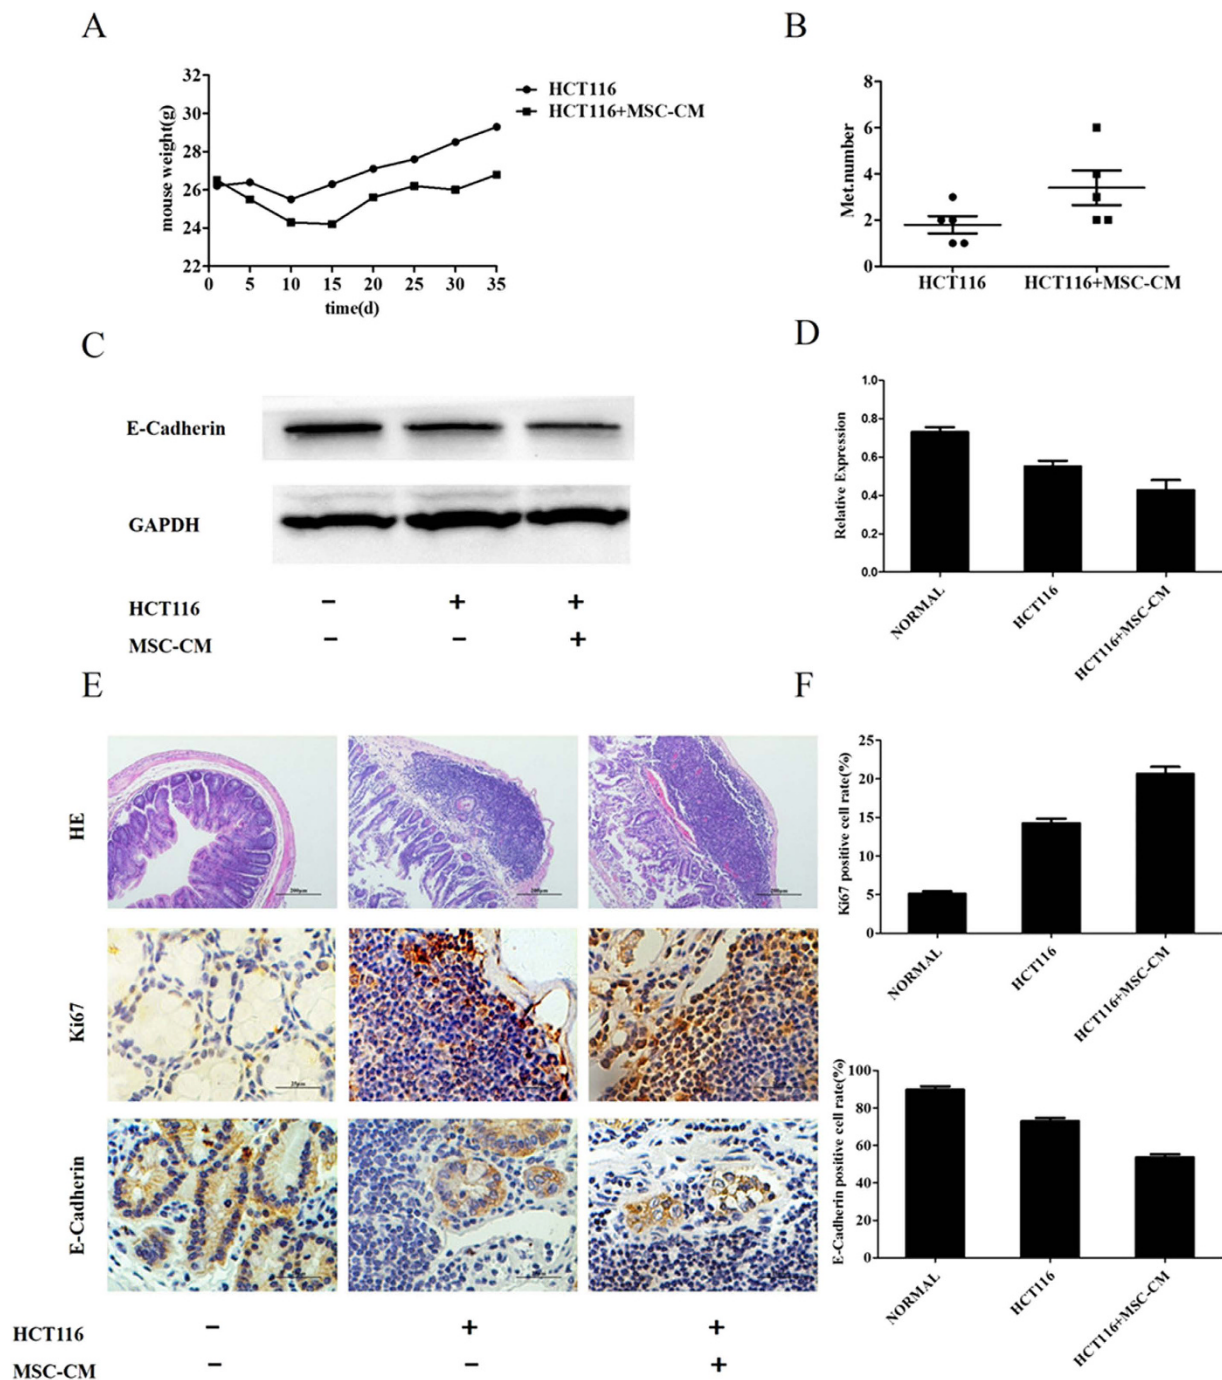 A
32
30
28
26
24
22
mouse weight(g)
0 5 10 15 20 25 30 35
time(d)
HCT116
HCT116+MSC-CM
B
8
6
4
2
0
Met.number
HCT116 HCT116+MSC-CM
C
E-Cadherin
GAPDH
HCT116 − + +
MSC-CM − − +
D
1.0
0.8
0.6
0.4
0.2
0.0
Relative Expression
NORMAL
HCT116
HCT116+MSC-CM
E
HE
200μm 200μm 200μm
Ki67
25μm
E-Cadherin
HCT116 − + +
MSC-CM − − +
F
25
20
15
10
5
0
Ki67 positive cell rate(%)
NORMAL
HCT116
HCT116+MSC-CM
100
80
60
40
20
0
E-Cadherin positive cell rate(%)
NORMAL
HCT116
HCT116+MSC-CM